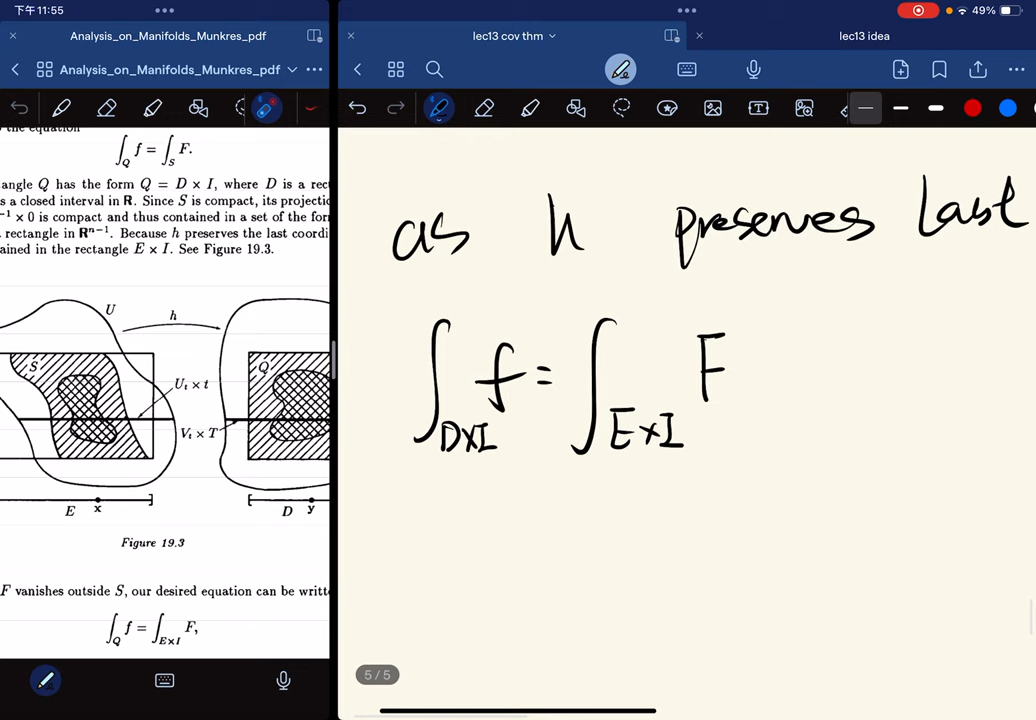 下午11:55
49%
Analysis_on_Manifolds_Munkres_pdf
lec13 cov thm
lec13 idea
Analysis_on_Manifolds_Munkres_pdf
the equation
∫_Q f = ∫_S F.
angle Q has the form Q = D × I, where D is a rec
s a closed interval in R. Since S is compact, its projectio
⁻¹ × 0 is compact and thus contained in a set of the for
rectangle in Rⁿ⁻¹. Because h preserves the last coordi
ained in the rectangle E × I. See Figure 19.3.
U
h
S
Q
U_t × t
V_t × T
E
x
D
y
Figure 19.3
F vanishes outside S, our desired equation can be writt
∫_Q f = ∫_{E×I} F,
as h preserves last
∫_{D×I} f = ∫_{E×I} F
5 / 5